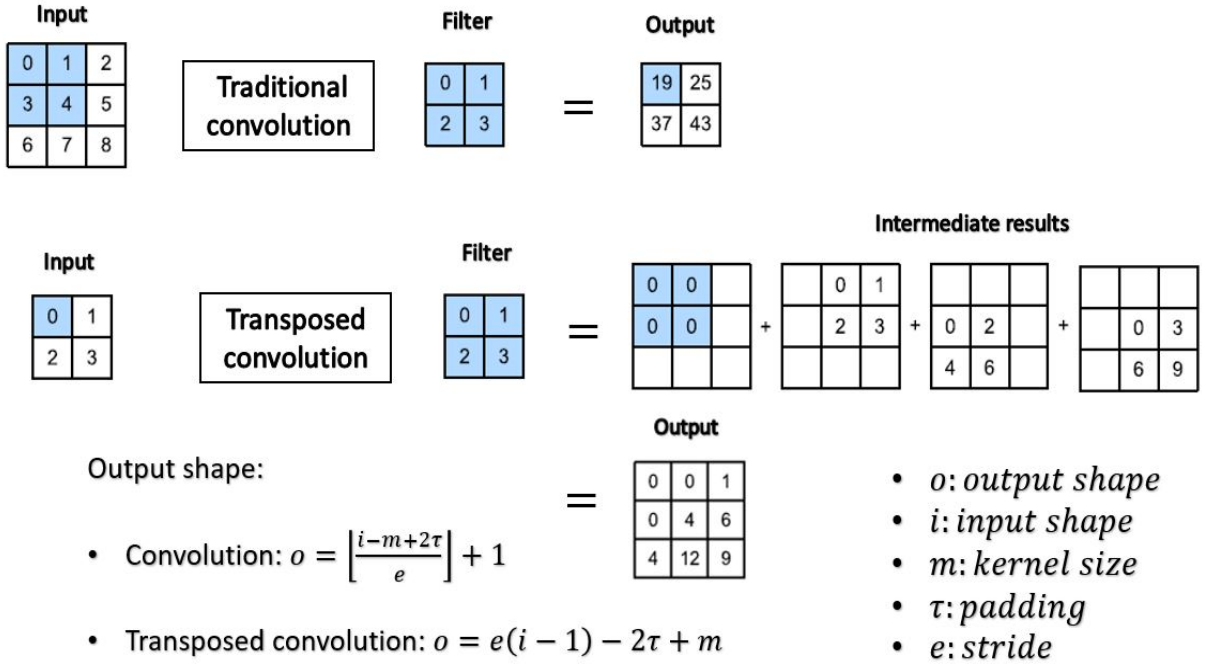 Input
Filter
Output
0 1 2
3 4 5
6 7 8
Traditional
convolution
0 1
2 3
=
19 25
37 43
Intermediate results
Input
Filter
0 1
2 3
Transposed
convolution
0 1
2 3
=
0 0
0 0
+
0 1
2 3
+
0 2
4 6
+
0 3
6 9
Output
=
0 0 1
0 4 6
4 12 9
Output shape:
• Convolution: o = ⌊(i−m+2τ)/e⌋ + 1
• Transposed convolution: o = e(i − 1) − 2τ + m
• o: output shape
• i: input shape
• m: kernel size
• τ: padding
• e: stride